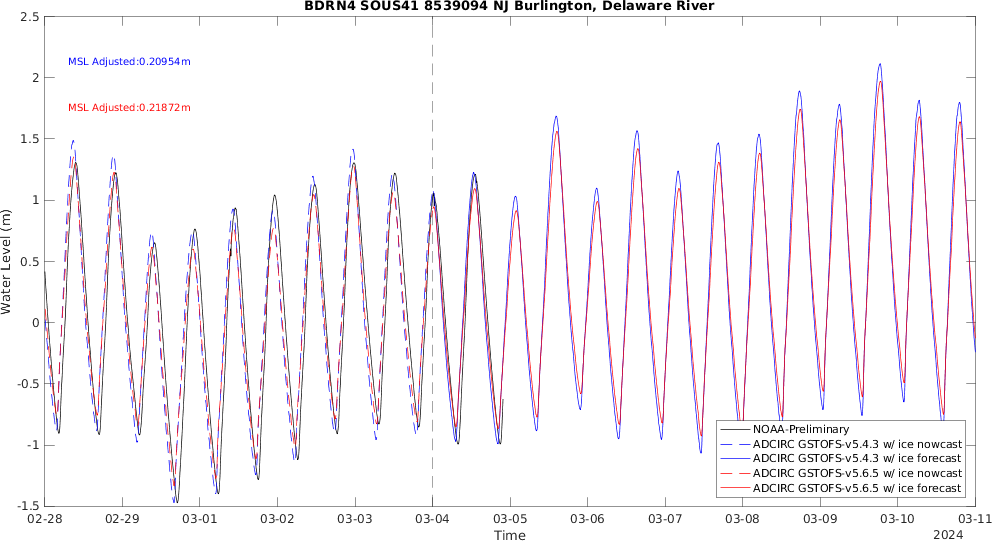 BDRN4 SOUS41 8539094 NJ Burlington, Delaware River
2.5
2
1.5
1
0.5
0
-0.5
-1
-1.5
Water Level (m)
MSL Adjusted:0.20954m
MSL Adjusted:0.21872m
NOAA-Preliminary
ADCIRC GSTOFS-v5.4.3 w/ ice nowcast
ADCIRC GSTOFS-v5.4.3 w/ ice forecast
ADCIRC GSTOFS-v5.6.5 w/ ice nowcast
ADCIRC GSTOFS-v5.6.5 w/ ice forecast
02-28 02-29 03-01 03-02 03-03 03-04 03-05 03-06 03-07 03-08 03-09 03-10 03-11
Time
2024